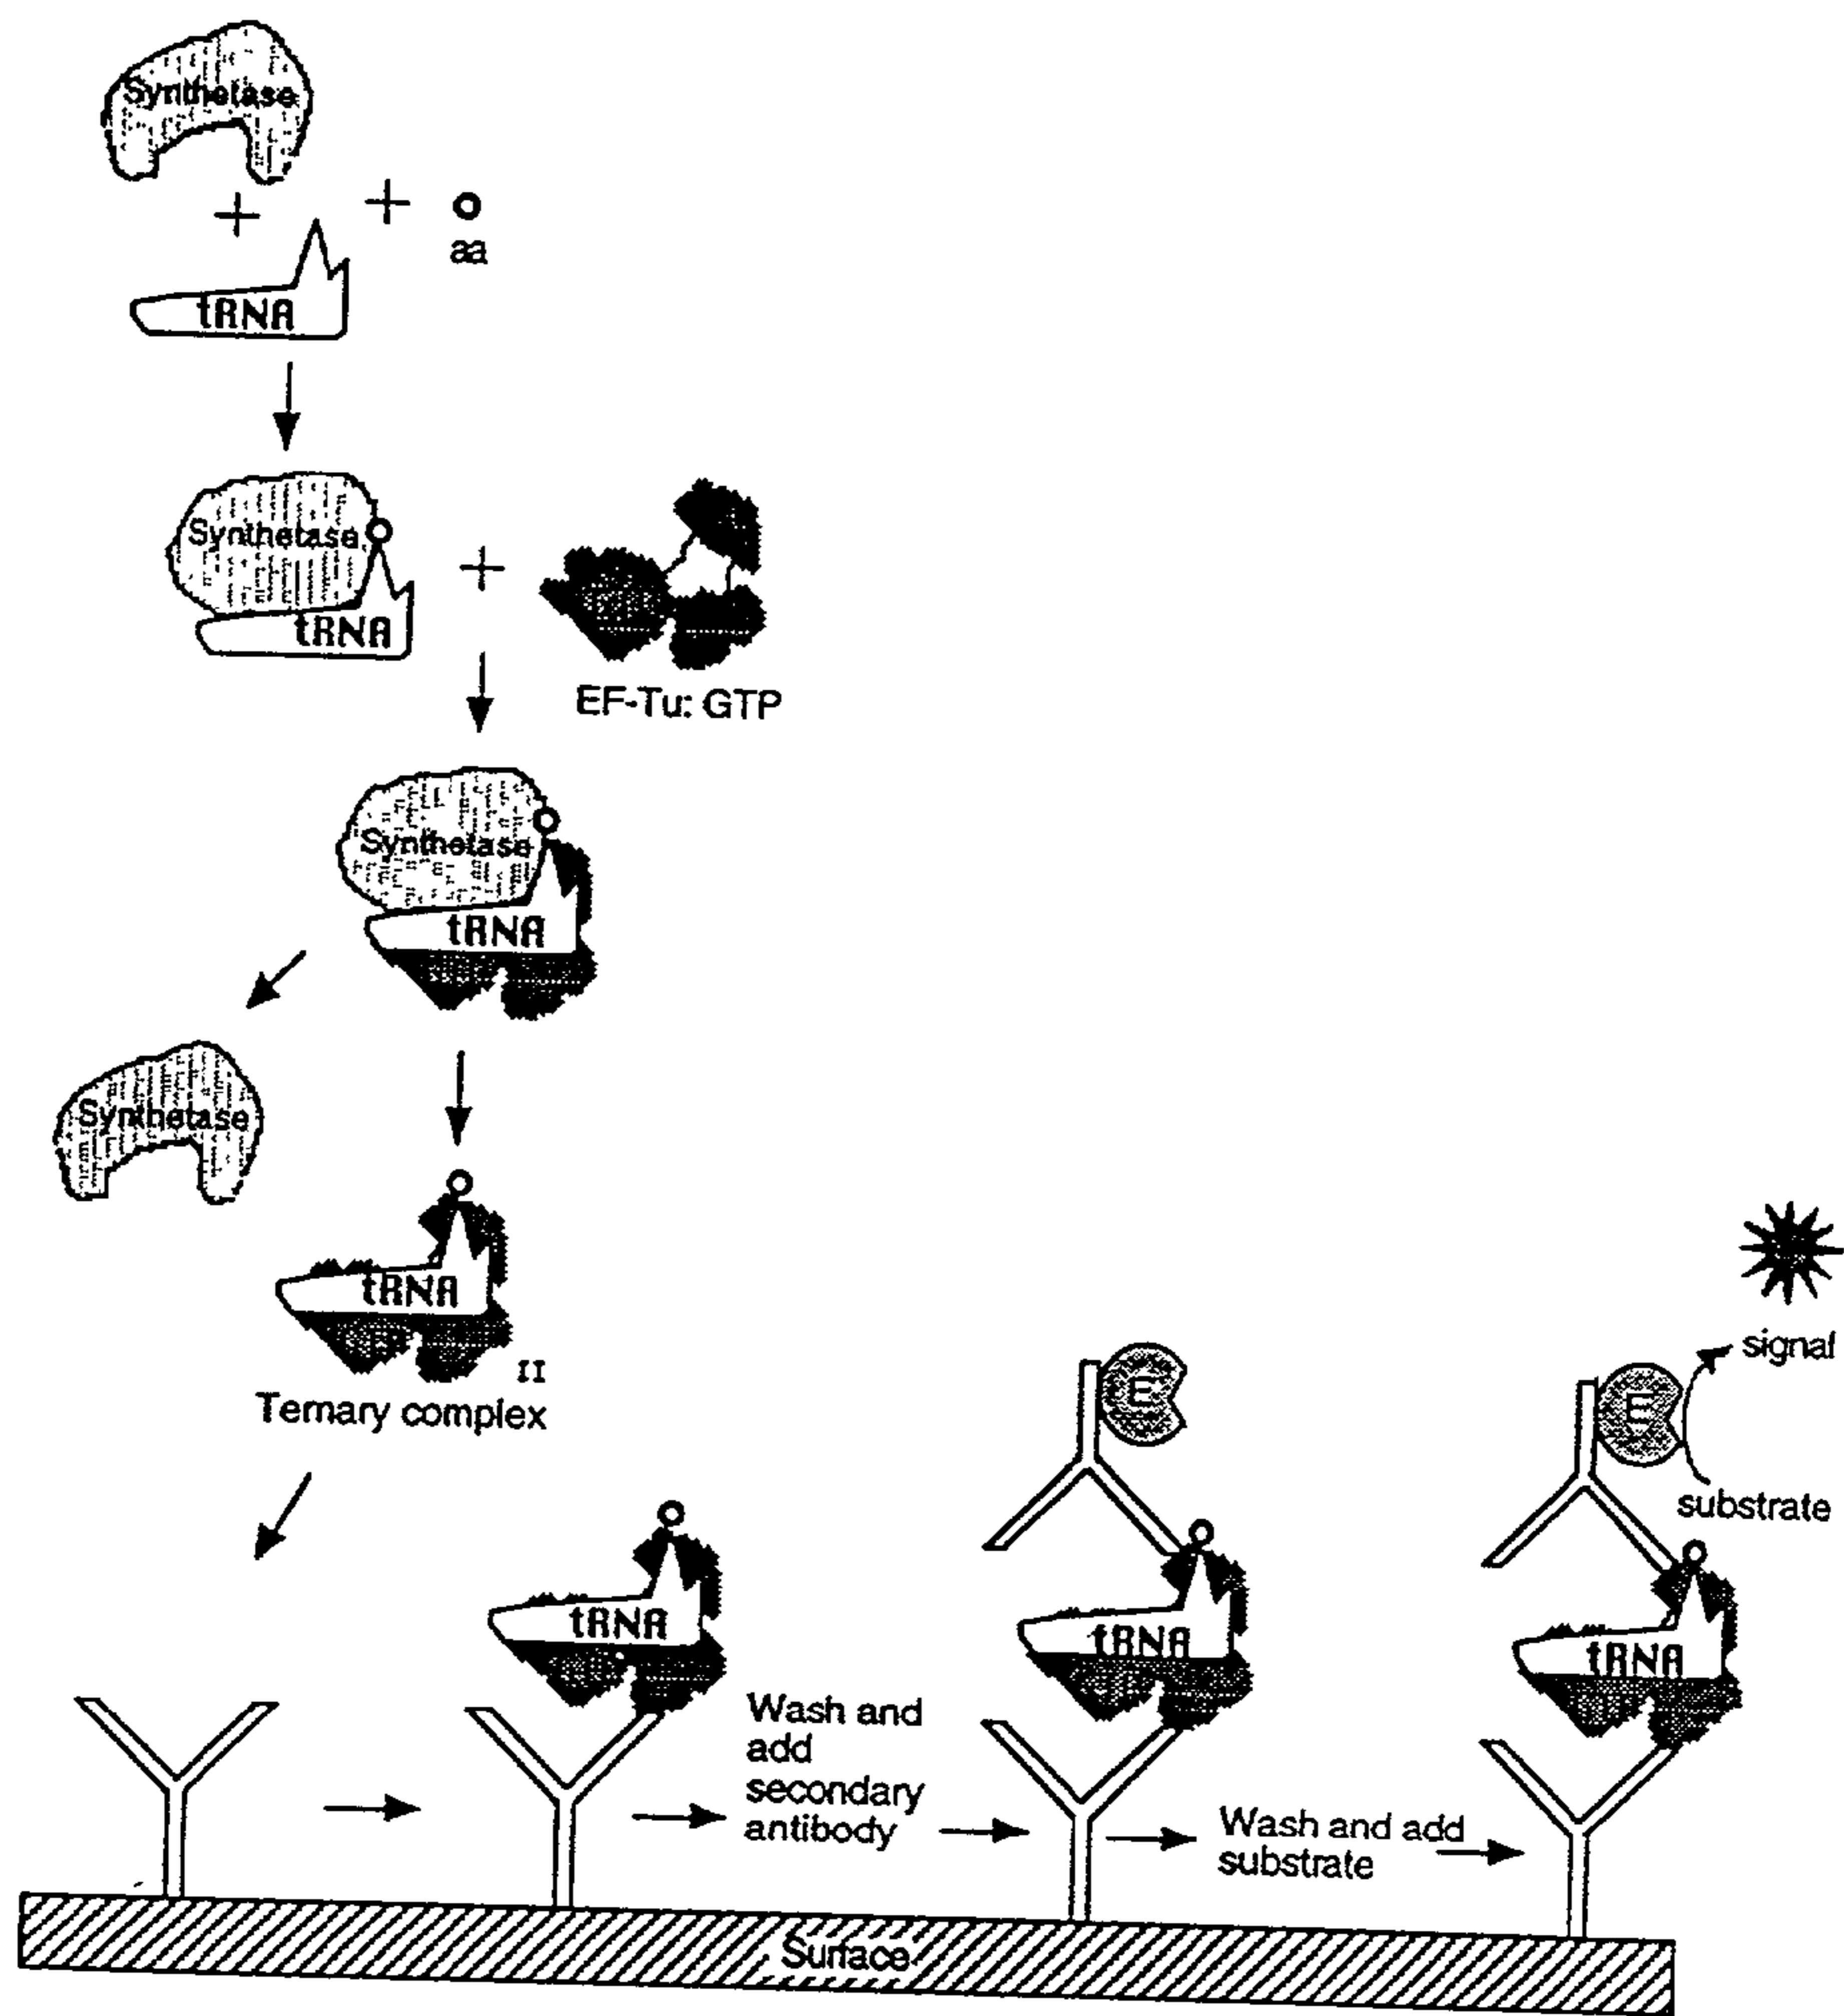 Synthetase
+
+
aa
tRNA
Synthetase
+
tRNA
EF-Tu: GTP
Synthetase
tRNA
Synthetase
tRNA
II
Ternary complex
signal
E
E
substrate
tRNA
tRNA
tRNA
Wash and
add
secondary
antibody
Wash and add
substrate
Surface